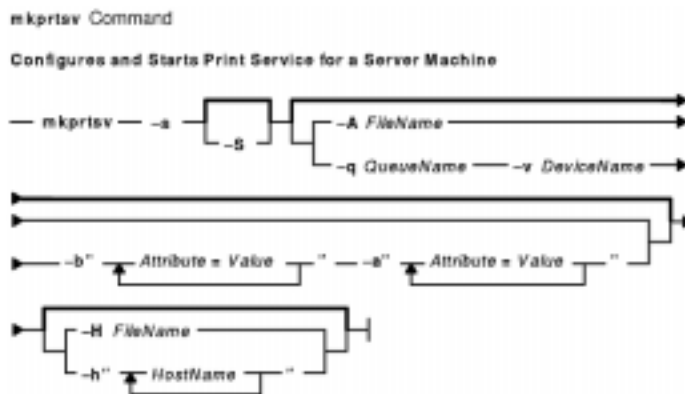 mkprtsv Command
Configures and Starts Print Service for a Server Machine
mkprtsv -s -S -A FileName
-q QueueName -v DeviceName
-b" Attribute = Value " -a" Attribute = Value "
-H FileName
-h" HostName "